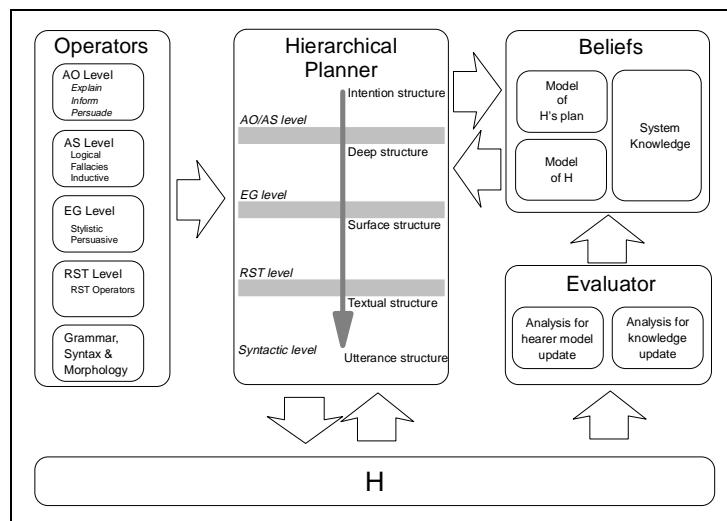 Operators
AO Level
Explain
Inform
Persuade
AS Level
Logical
Fallacies
Inductive
EG Level
Stylistic
Persuasive
RST Level
RST Operators
Grammar,
Syntax &
Morphology
Hierarchical
Planner
Intention structure
AO/AS level
Deep structure
EG level
Surface structure
RST level
Textual structure
Syntactic level
Utterance structure
Beliefs
Model
of
H's plan
Model
of H
System
Knowledge
Evaluator
Analysis for
hearer model
update
Analysis for
knowledge
update
H